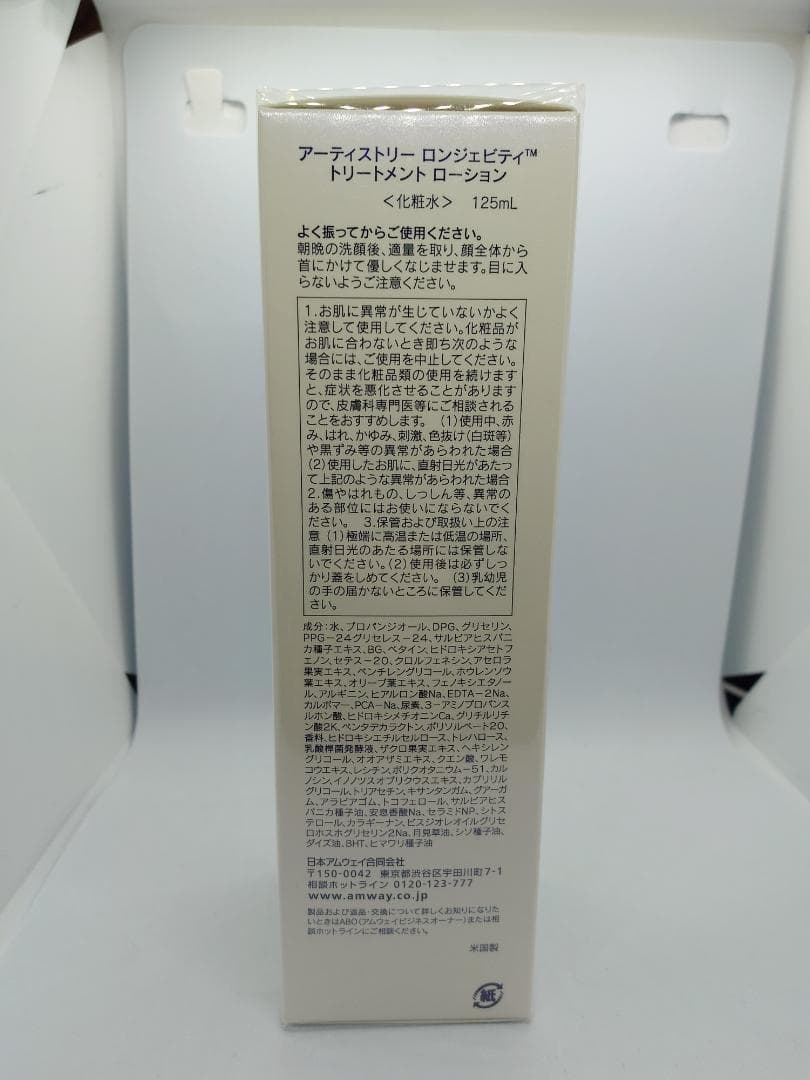 アーティストリー ロンジェビティ™
トリートメント ローション
＜化粧水＞ 125mL
よく振ってからご使用ください。
朝晩の洗顔後、適量を取り、顔全体から
首にかけて優しくなじませます。目に入
らないようご注意ください。
1.お肌に異常が生じていないかよく
注意して使用してください。化粧品が
お肌に合わないとき即ち次のような
場合には、ご使用を中止してください。
そのまま化粧品類の使用を続けます
と、症状を悪化させることがあります
ので、皮膚科専門医等にご相談される
ことをおすすめします。 (1)使用中、赤
み、はれ、かゆみ、刺激、色抜け(白斑等)
や黒ずみ等の異常があらわれた場合
(2)使用したお肌に、直射日光があたっ
て上記のような異常があらわれた場合
2.傷やはれもの、しっしん等、異常の
ある部位にはお使いにならないでく
ださい。 3.保管および取扱い上の注
意 (1)極端に高温または低温の場所、
直射日光のあたる場所には保管しな
いでください。(2)使用後は必ずしっ
かり蓋をしめてください。 (3)乳幼児
の手の届かないところに保管してくだ
さい。
成分:水、プロパンジオール、DPG、グリセリン、
PPG－24グリセレス－24、サルビアヒスパニ
カ種子エキス、BG、ベタイン、ヒドロキシアセトフ
ェノン、セテス－20、クロルフェネシン、アセロラ
果実エキス、ペンチレングリコール、ホウレンソウ
葉エキス、オリーブ葉エキス、フェノキシエタノー
ル、アルギニン、ヒアルロン酸Na、EDTA－2Na、
カルボマー、PCA－Na、尿素、3－アミノプロパンス
ルホン酸、ヒドロキシメチオニンCa、グリチルリチ
ン酸2K、ペンタデカラクトン、ポリソルベート20、
香料、ヒドロキシエチルセルロース、トレハロース、
乳酸桿菌発酵液、ザクロ果実エキス、ヘキシレン
グリコール、オオアザミエキス、クエン酸、ワレモ
コウエキス、レシチン、ポリクオタニウム－51、カル
ノシン、イノノツスオブリクウスエキス、カプリリル
グリコール、トリアセチン、キサンタンガム、グアーガ
ム、アラビアゴム、トコフェロール、サルビアヒス
パニカ種子油、安息香酸Na、セラミドNP、シトス
テロール、カラギーナン、ビスジオレオイルグリセ
ロホスホグリセリン2Na、月見草油、シソ種子油、
ダイズ油、BHT、ヒマワリ種子油
日本アムウェイ合同会社
〒150-0042 東京都渋谷区宇田川町7-1
相談ホットライン 0120-123-777
www.amway.co.jp
製品および返品・交換について詳しくお知りになりた
いときはABO(アムウェイビジネスオーナー)または相
談ホットラインにご相談ください。
米国製
紙